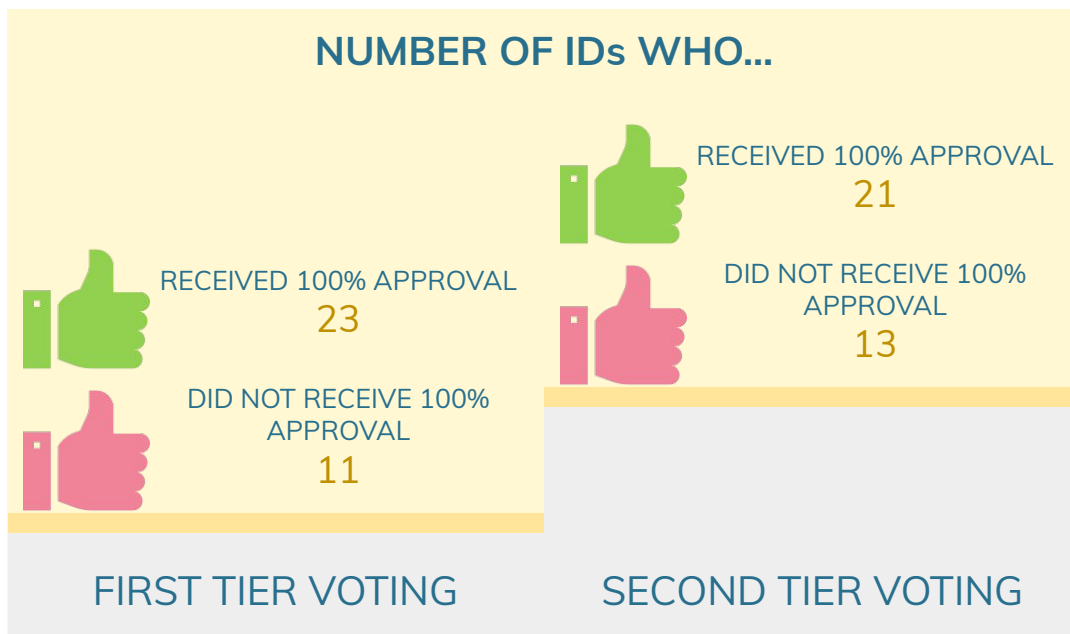 NUMBER OF IDs WHO...
RECEIVED 100% APPROVAL
23
DID NOT RECEIVE 100%
APPROVAL
11
FIRST TIER VOTING
RECEIVED 100% APPROVAL
21
DID NOT RECEIVE 100%
APPROVAL
13
SECOND TIER VOTING